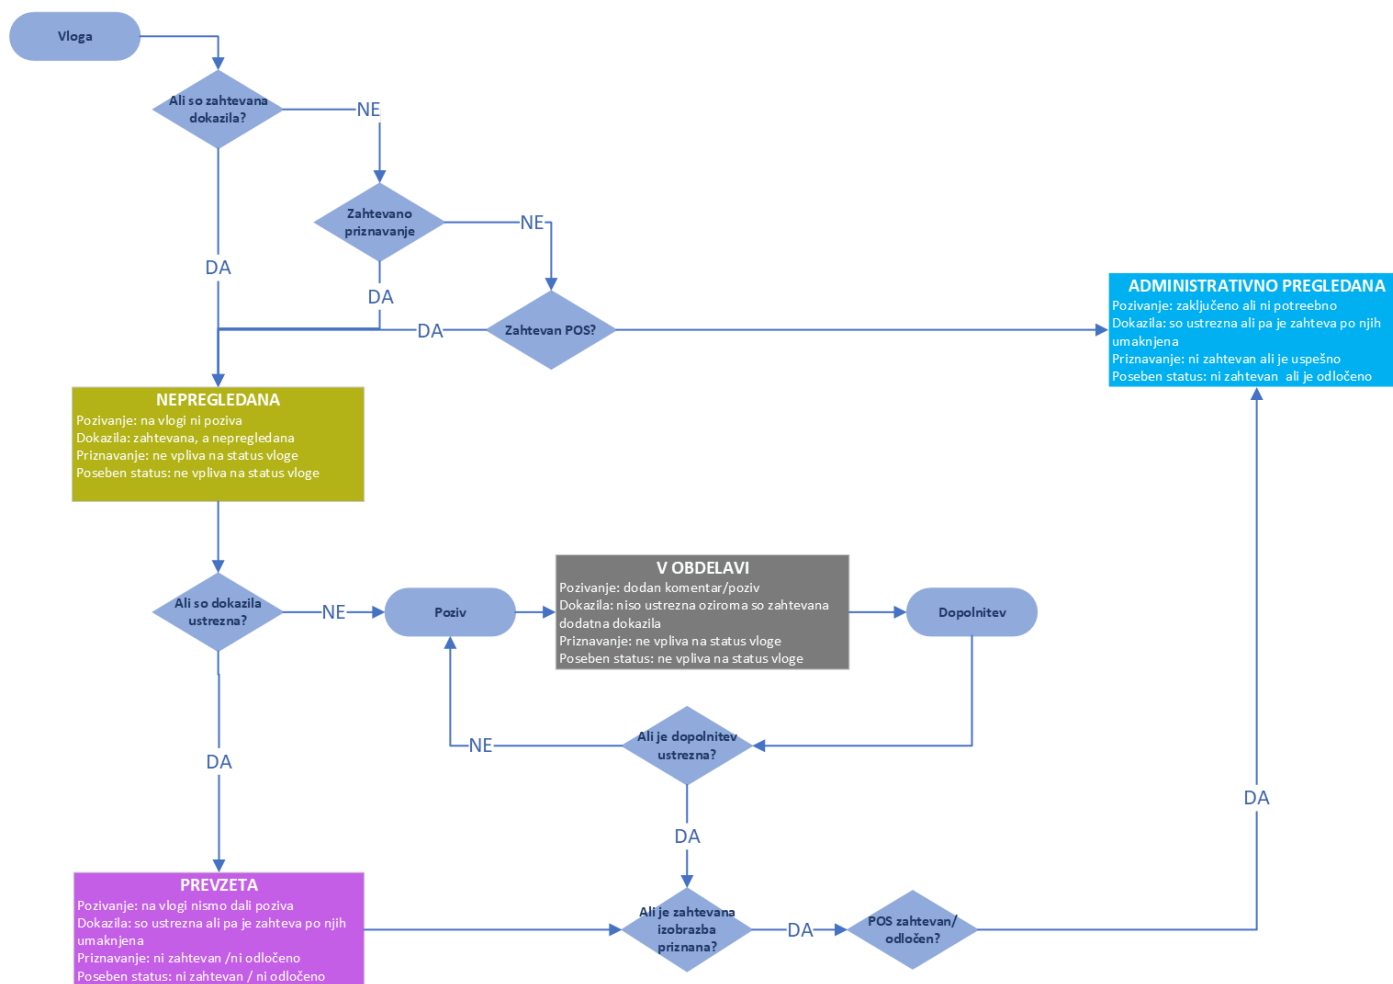 Vloga
Ali so zahtevana
dokazila?
NE
Zahtevano
priznavanje
NE
DA
DA
Zahtevan POS?
DA
ADMINISTRATIVNO PREGLEDANA
Pozivanje: zaključeno ali ni potreebno
Dokazila: so ustrezna ali pa je zahteva po njih
umaknjena
Priznavanje: ni zahtevan ali je uspešno
Poseben status: ni zahtevan  ali je odločeno
NEPREGLEDANA
Pozivanje: na vlogi ni poziva
Dokazila: zahtevana, a nepregledana
Priznavanje: ne vpliva na status vloge
Poseben status: ne vpliva na status vloge
Ali so dokazila
ustrezna?
NE
Poziv
V OBDELAVI
Pozivanje: dodan komentar/poziv
Dokazila: niso ustrezna oziroma so zahtevana
dodatna dokazila
Priznavanje: ne vpliva na status vloge
Poseben status: ne vpliva na status vloge
Dopolnitev
Ali je dopolnitev
ustrezna?
NE
DA
DA
DA
PREVZETA
Pozivanje: na vlogi nismo dali poziva
Dokazila: so ustrezna ali pa je zahteva po njih
umaknjena
Priznavanje: ni zahtevan /ni odločeno
Poseben status: ni zahtevan / ni odločeno
Ali je zahtevana
izobrazba
priznana?
DA
POS zahtevan/
odločen?